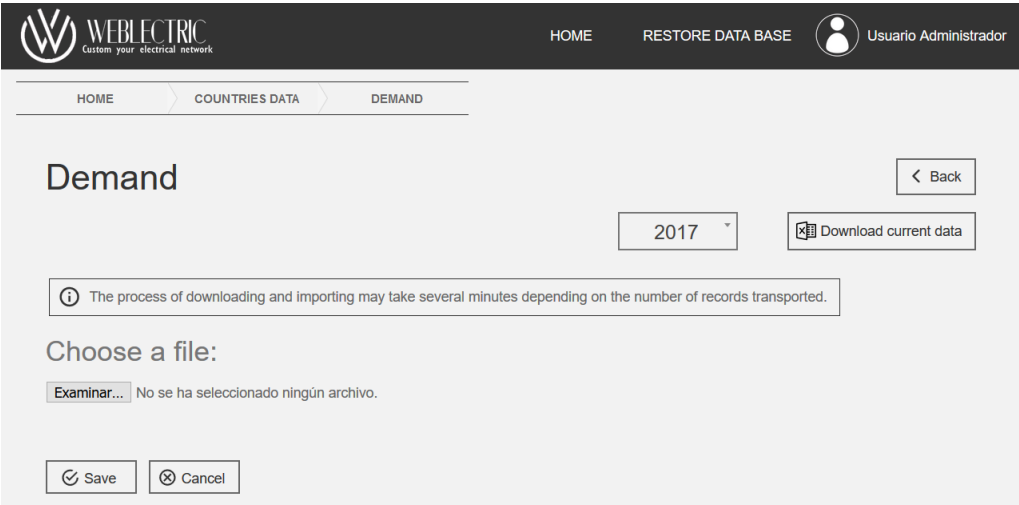 WEBLECTRIC
Custom your electrical network
HOME RESTORE DATA BASE Usuario Administrador
HOME COUNTRIES DATA DEMAND
Demand
Back
2017 Download current data
The process of downloading and importing may take several minutes depending on the number of records transported.
Choose a file:
Examinar... No se ha seleccionado ningún archivo.
Save Cancel